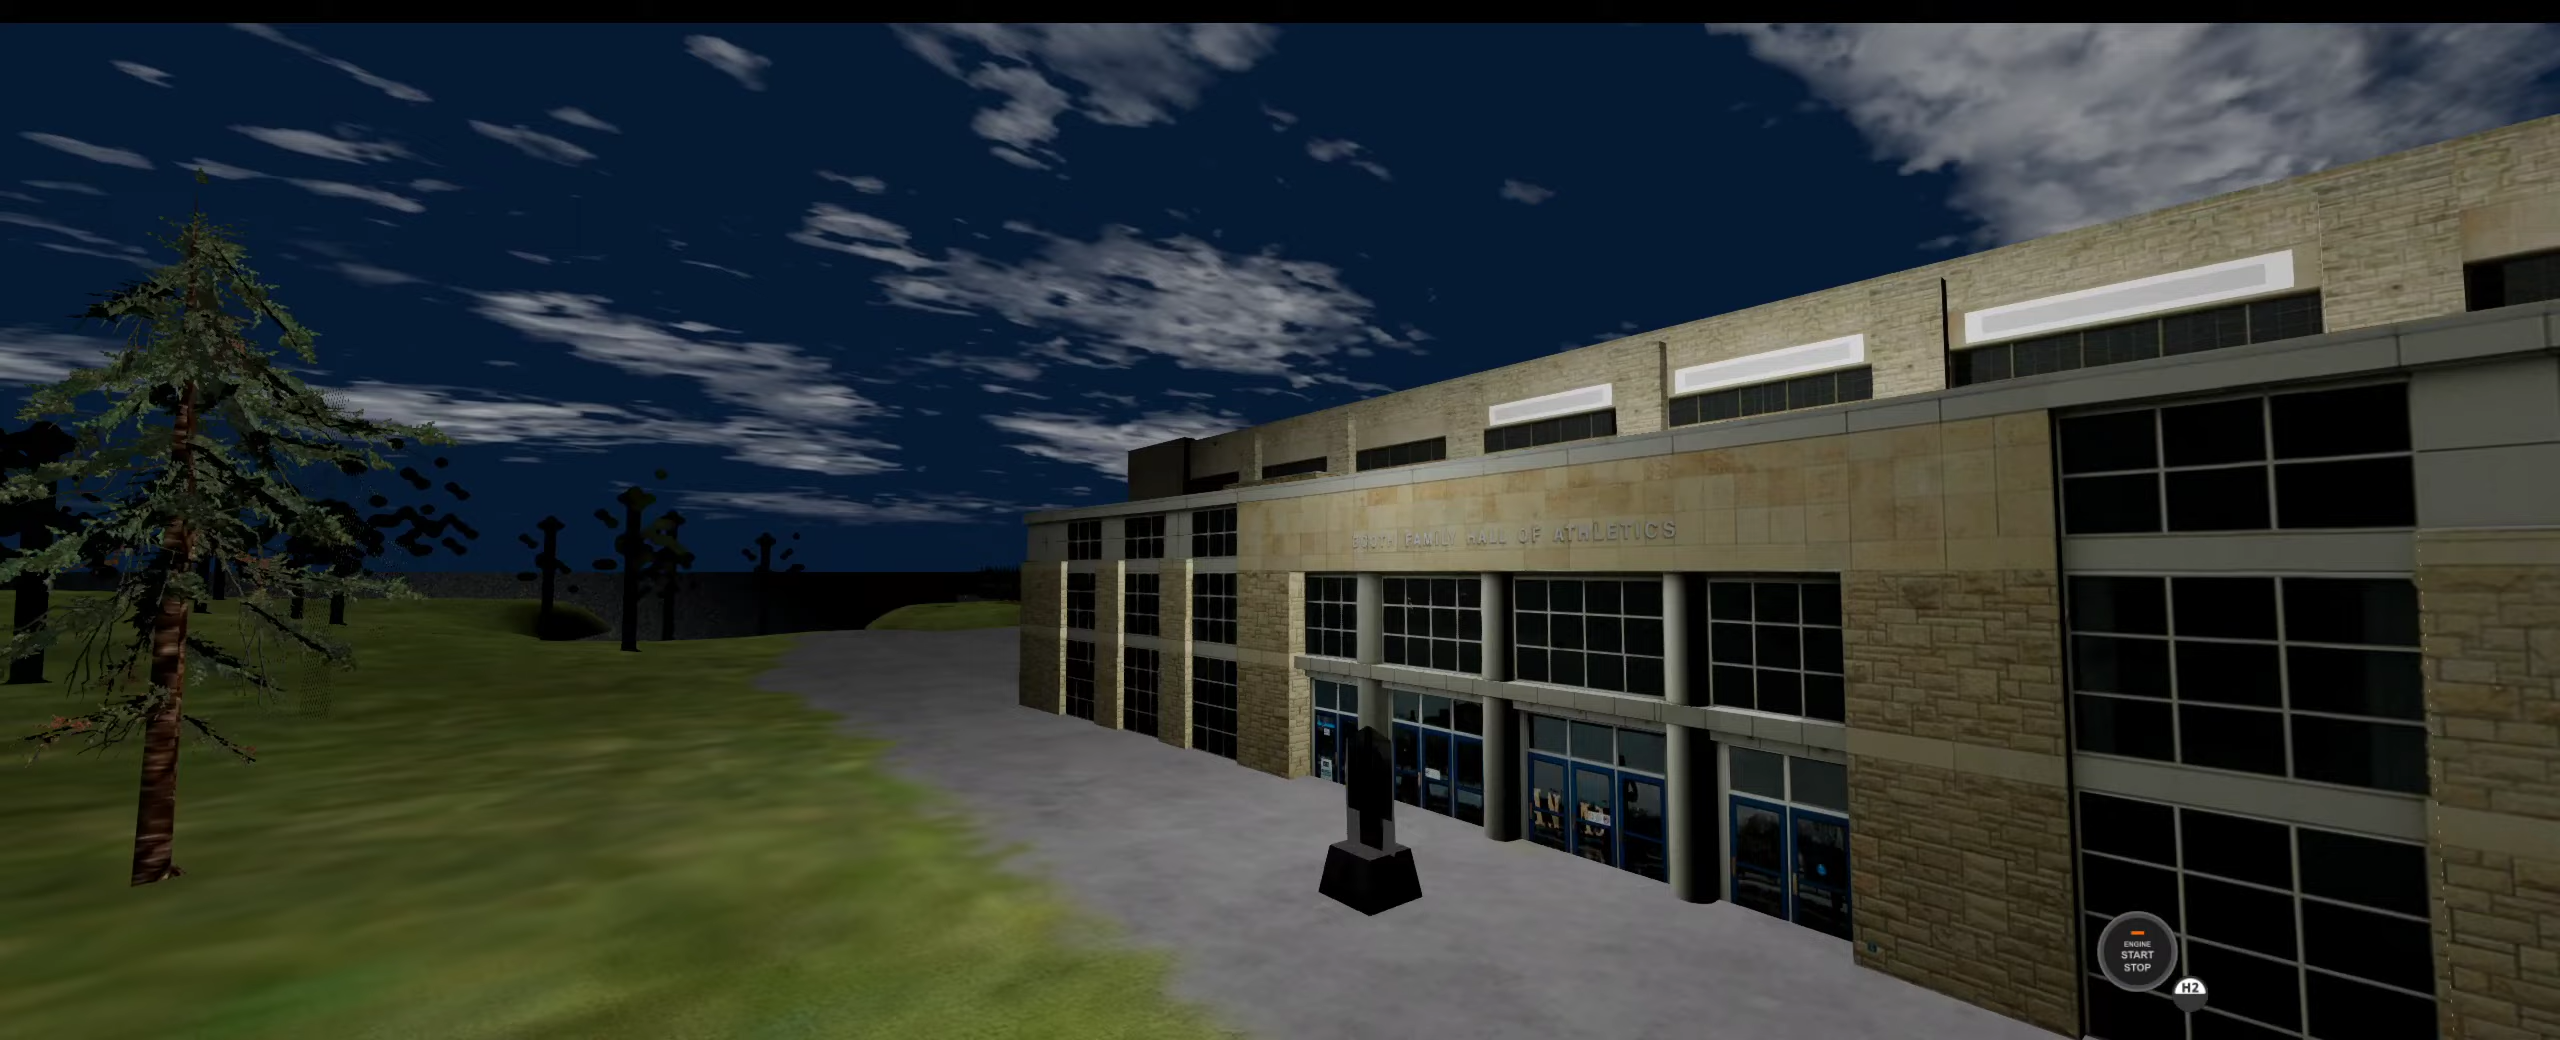 BOOTH FAMILY HALL OF ATHLETICS
ENGINE
START
STOP
H2